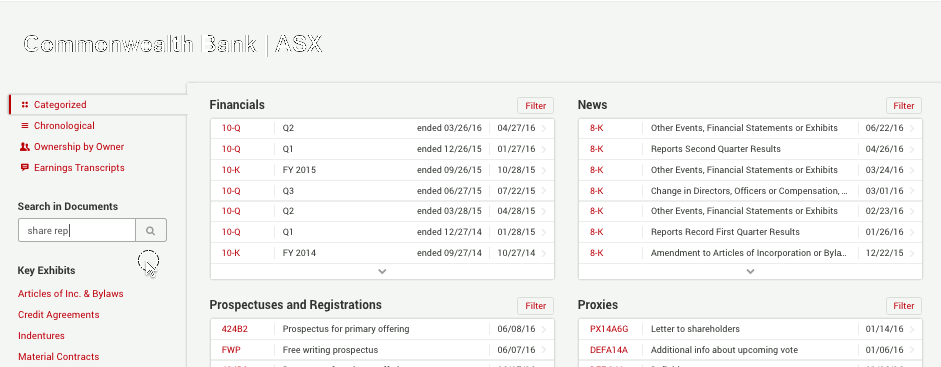 Commonwealth Bank | ASX
Categorized
Chronological
Ownership by Owner
Earnings Transcripts
Search in Documents
share rep
Key Exhibits
Articles of Inc. & Bylaws
Credit Agreements
Indentures
Material Contracts
Financials Filter
10-Q Q2 ended 03/26/16 04/27/16
10-Q Q1 ended 12/26/15 01/27/16
10-K FY 2015 ended 09/26/15 10/28/15
10-Q Q3 ended 06/27/15 07/22/15
10-Q Q2 ended 03/28/15 04/28/15
10-Q Q1 ended 12/27/14 01/28/15
10-K FY 2014 ended 09/27/14 10/27/14
News Filter
8-K Other Events, Financial Statements or Exhibits 06/22/16
8-K Reports Second Quarter Results 04/26/16
8-K Other Events, Financial Statements or Exhibits 03/24/16
8-K Change in Directors, Officers or Compensation, ... 03/01/16
8-K Other Events, Financial Statements or Exhibits 02/23/16
8-K Reports Record First Quarter Results 01/26/16
8-K Amendment to Articles of Incorporation or Byla... 12/22/15
Prospectuses and Registrations Filter
424B2 Prospectus for primary offering 06/08/16
FWP Free writing prospectus 06/07/16
Proxies Filter
PX14A6G Letter to shareholders 01/14/16
DEFA14A Additional info about upcoming vote 01/06/16